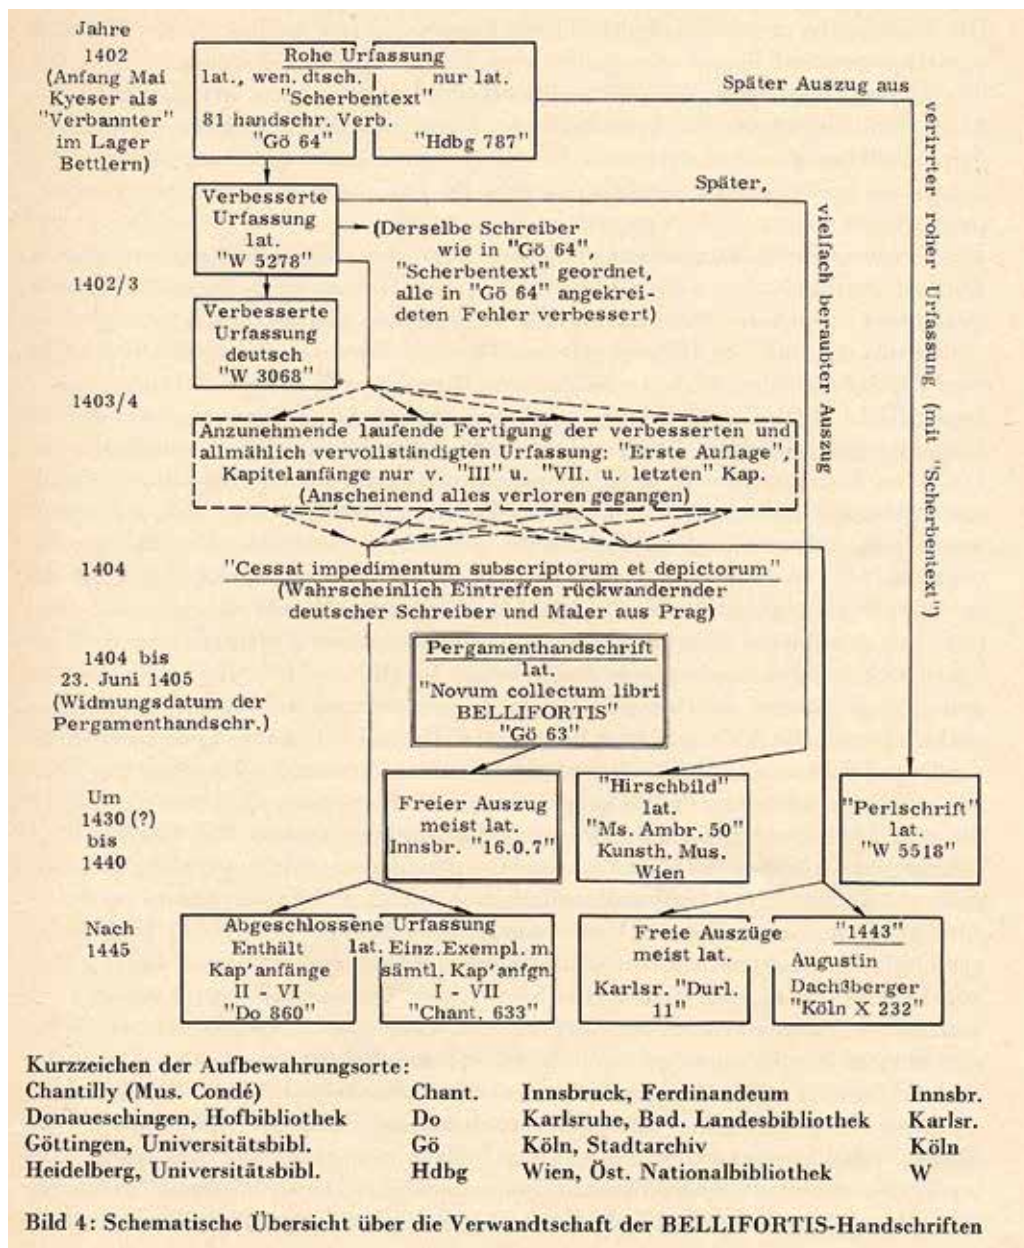 Jahre
1402
(Anfang Mai
Kyeser als
"Verbannter"
im Lager
Bettlern)
Rohe Urfassung
lat., wen. dtsch. nur lat.
"Scherbentext"
81 handschr. Verb.
"Gö 64" "Hdbg 787"
Später Auszug aus
verirrter roher Urfassung (mit "Scherbentext")
Verbesserte
Urfassung
lat.
"W 5278"
Später,
vielfach beraubter Auszug
(Derselbe Schreiber
wie in "Gö 64",
"Scherbentext" geordnet,
alle in "Gö 64" angekrei-
deten Fehler verbessert)
1402/3
Verbesserte
Urfassung
deutsch
"W 3068"
1403/4
Anzunehmende laufende Fertigung der verbesserten und
allmählich vervollständigten Urfassung: "Erste Auflage",
Kapitelanfänge nur v. "III" u. "VII. u. letzten" Kap.
(Anscheinend alles verloren gegangen)
1404
"Cessat impedimentum subscriptorum et depictorum"
(Wahrscheinlich Eintreffen rückwandernder
deutscher Schreiber und Maler aus Prag)
1404 bis
23. Juni 1405
(Widmungsdatum der
Pergamenthandschr.)
Pergamenthandschrift
lat.
"Novum collectum libri
BELLIFORTIS"
"Gö 63"
Um
1430 (?)
bis
1440
Freier Auszug
meist lat.
Innsbr. "16.0.7"
"Hirschbild"
lat.
"Ms. Ambr. 50"
Kunsth. Mus.
Wien
"Perlschrift"
lat.
"W 5518"
Nach
1445
Abgeschlossene Urfassung
Enthält lat. Einz.Exempl. m.
Kap'anfänge sämtl. Kap'anfgn.
II - VI I - VII
"Do 860" "Chant. 633"
Freie Auszüge
meist lat.
Karlsr. "Durl.
11"
"1443"
Augustin
Dachßberger
"Köln X 232"
Kurzzeichen der Aufbewahrungsorte:
Chantilly (Mus. Condé) Chant. Innsbruck, Ferdinandeum Innsbr.
Donaueschingen, Hofbibliothek Do Karlsruhe, Bad. Landesbibliothek Karlsr.
Göttingen, Universitätsbibl. Gö Köln, Stadtarchiv Köln
Heidelberg, Universitätsbibl. Hdbg Wien, Öst. Nationalbibliothek W
Bild 4: Schematische Übersicht über die Verwandtschaft der BELLIFORTIS-Handschriften